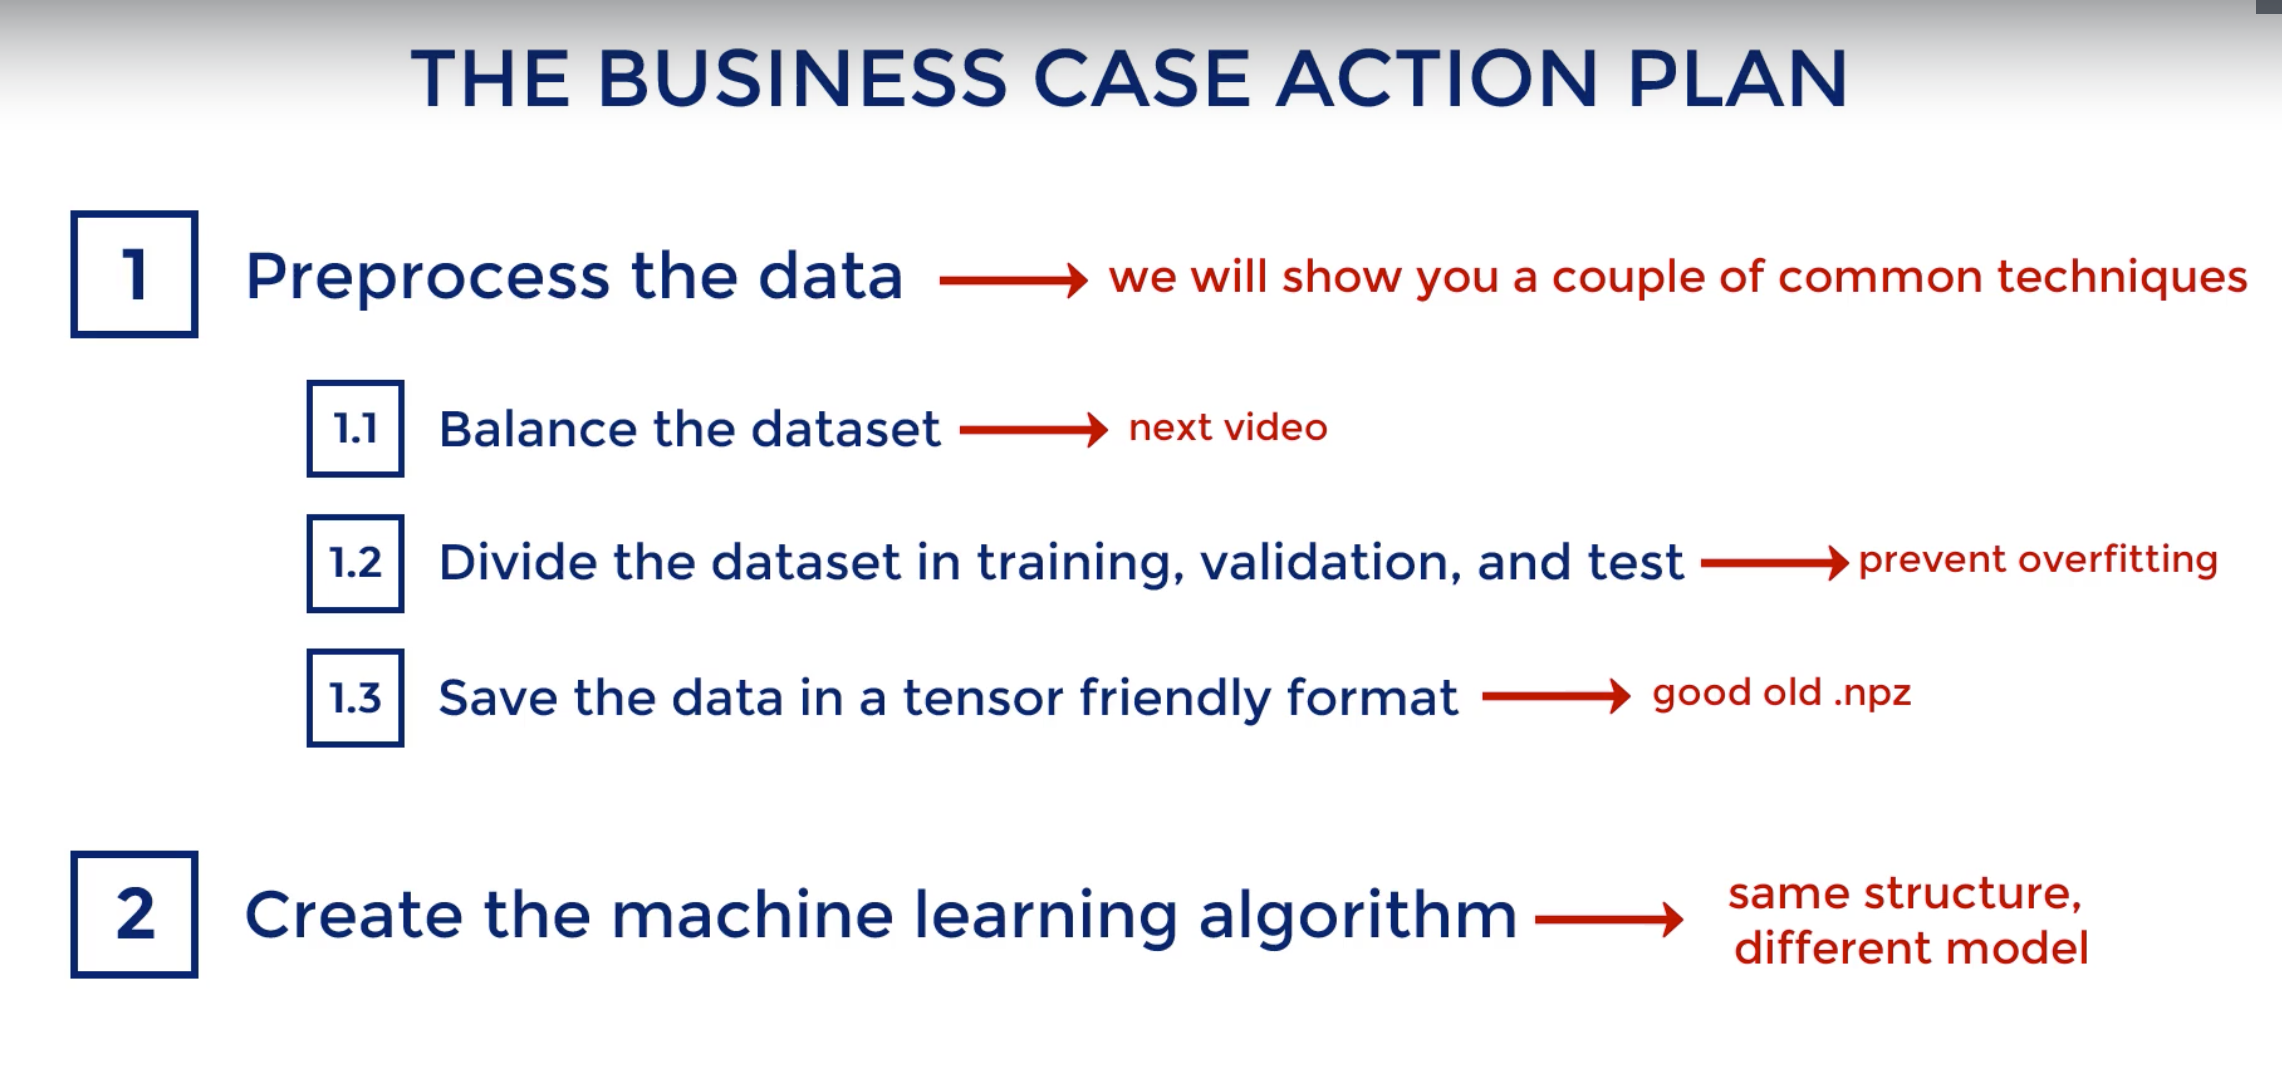 THE BUSINESS CASE ACTION PLAN
1 Preprocess the data we will show you a couple of common techniques
1.1 Balance the dataset next video
1.2 Divide the dataset in training, validation, and test prevent overfitting
1.3 Save the data in a tensor friendly format good old .npz
2 Create the machine learning algorithm same structure,
different model